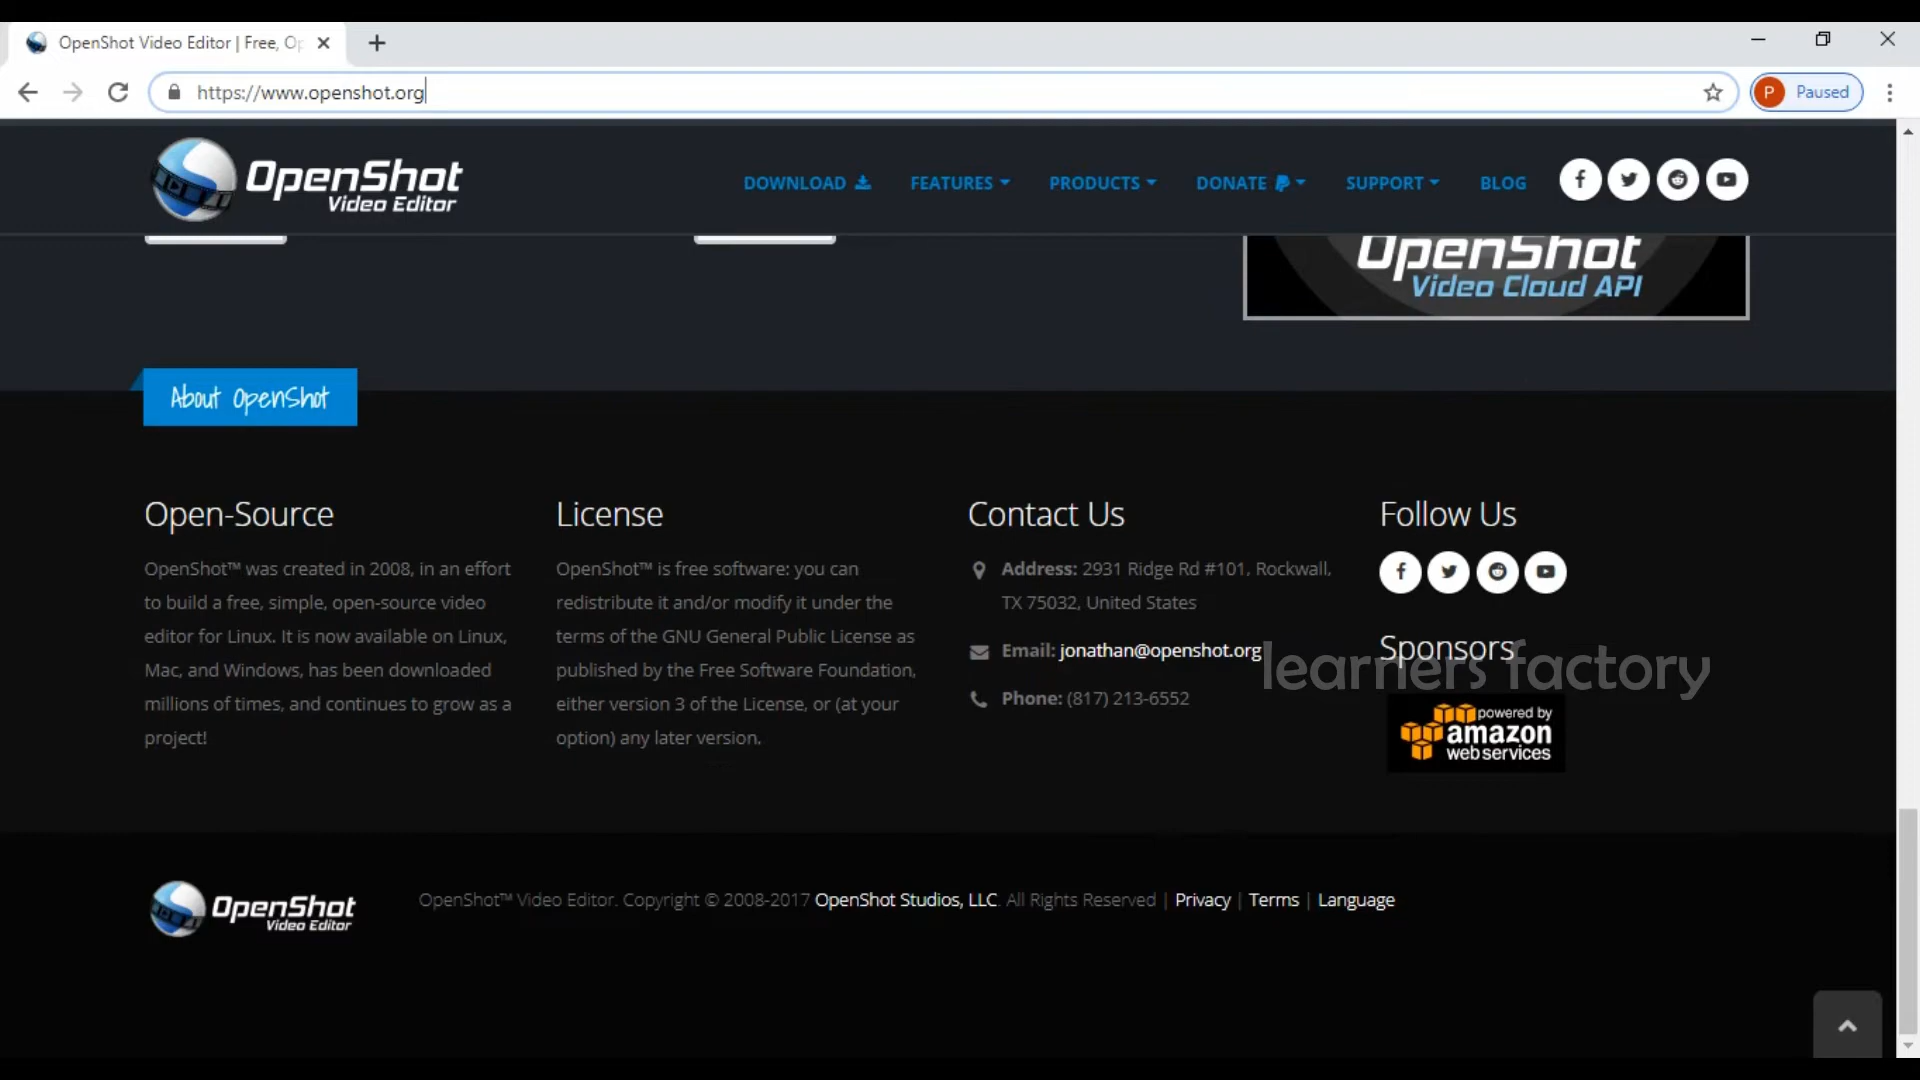 OpenShot Video Editor | Free, Op
https://www.openshot.org
P Paused
OpenShot
Video Editor
DOWNLOAD
FEATURES
PRODUCTS
DONATE
SUPPORT
BLOG
OpenShot
Video Cloud API
About OpenShot
Open-Source
OpenShot™ was created in 2008, in an effort
to build a free, simple, open-source video
editor for Linux. It is now available on Linux,
Mac, and Windows, has been downloaded
millions of times, and continues to grow as a
project!
License
OpenShot™ is free software: you can
redistribute it and/or modify it under the
terms of the GNU General Public License as
published by the Free Software Foundation,
either version 3 of the License, or (at your
option) any later version.
Contact Us
Address: 2931 Ridge Rd #101, Rockwall,
TX 75032, United States
Email: jonathan@openshot.org
Phone: (817) 213-6552
Follow Us
Sponsors
learners factory
powered by
amazon
webservices
OpenShot
Video Editor
OpenShot™ Video Editor. Copyright © 2008-2017 OpenShot Studios, LLC. All Rights Reserved | Privacy | Terms | Language